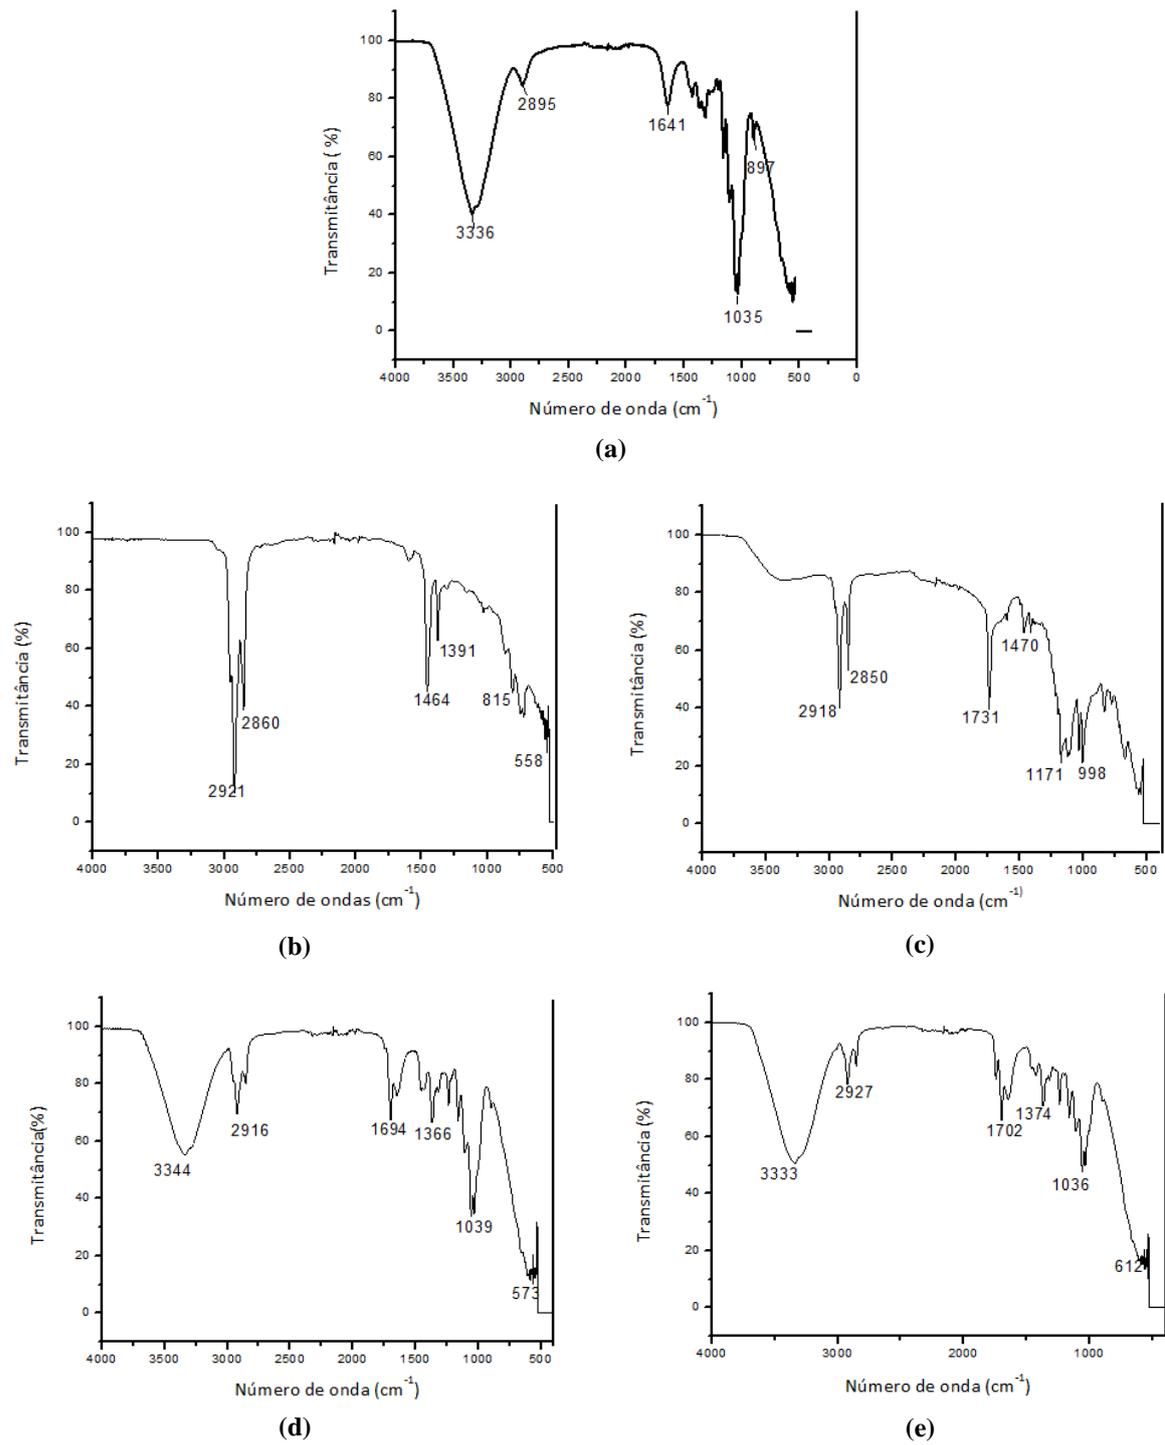 100
80
60
40
20
0
Transmitância ( %)
2895
1641
897
3336
1035
4000 3500 3000 2500 2000 1500 1000 500 0
Número de onda (cm-1)
(a)
100
80
60
40
20
0
Transmitância (%)
1391
1464
815
2860
558
2921
4000 3500 3000 2500 2000 1500 1000 500
Número de ondas (cm-1)
(b)
100
80
60
40
20
0
Transmitância (%)
1470
2850
2918
1731
1171
998
4000 3500 3000 2500 2000 1500 1000 500
Número de onda (cm-1)
(c)
100
80
60
40
20
0
Transmitância(%)
2916
1694
1366
3344
1039
573
4000 3500 3000 2500 2000 1500 1000 500
Número de onda (cm-1)
(d)
100
80
60
40
20
0
Transmitância (%)
2927
1374
1702
3333
1036
612
4000 3000 2000 1000
Número de onda (cm-1)
(e)